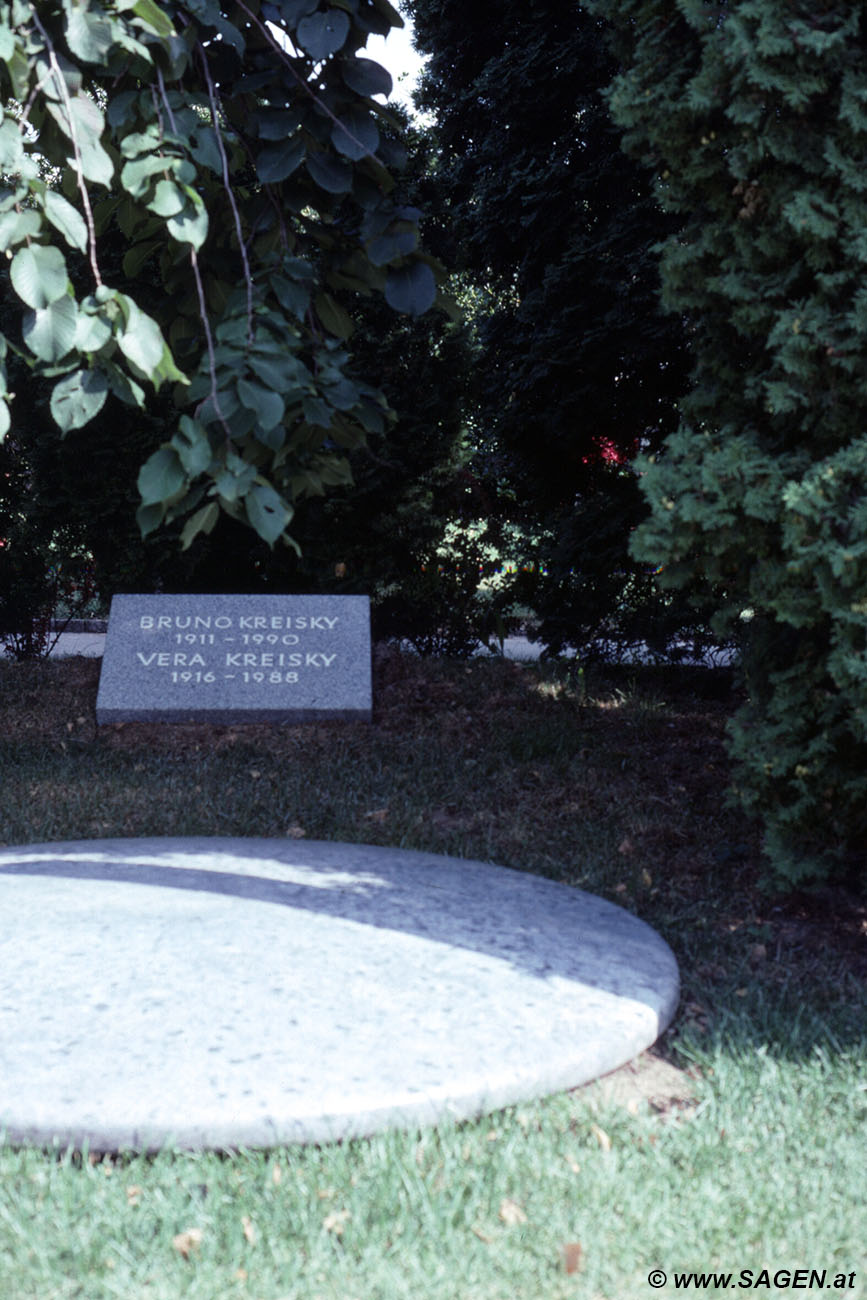 BRUNO KREISKY
1911 - 1990
VERA KREISKY
1916 - 1988
© www.SAGEN.at